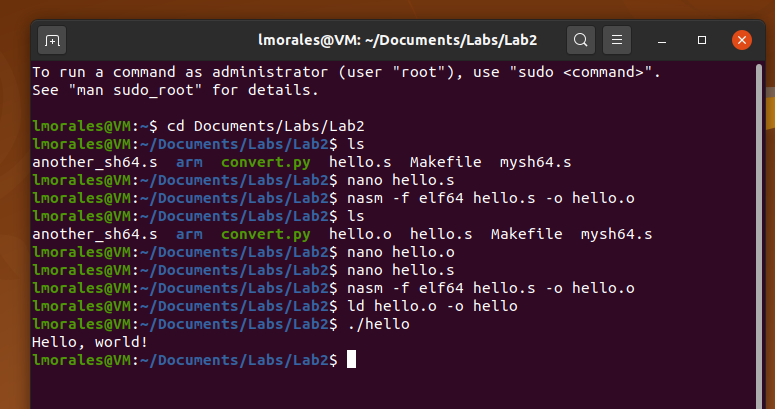 lmorales@VM: ~/Documents/Labs/Lab2
To run a command as administrator (user "root"), use "sudo <command>".
See "man sudo_root" for details.
lmorales@VM:~$ cd Documents/Labs/Lab2
lmorales@VM:~/Documents/Labs/Lab2$ ls
another_sh64.s  arm  convert.py  hello.s  Makefile  mysh64.s
lmorales@VM:~/Documents/Labs/Lab2$ nano hello.s
lmorales@VM:~/Documents/Labs/Lab2$ nasm -f elf64 hello.s -o hello.o
lmorales@VM:~/Documents/Labs/Lab2$ ls
another_sh64.s  arm  convert.py  hello.o  hello.s  Makefile  mysh64.s
lmorales@VM:~/Documents/Labs/Lab2$ nano hello.o
lmorales@VM:~/Documents/Labs/Lab2$ nano hello.s
lmorales@VM:~/Documents/Labs/Lab2$ nasm -f elf64 hello.s -o hello.o
lmorales@VM:~/Documents/Labs/Lab2$ ld hello.o -o hello
lmorales@VM:~/Documents/Labs/Lab2$ ./hello
Hello, world!
lmorales@VM:~/Documents/Labs/Lab2$